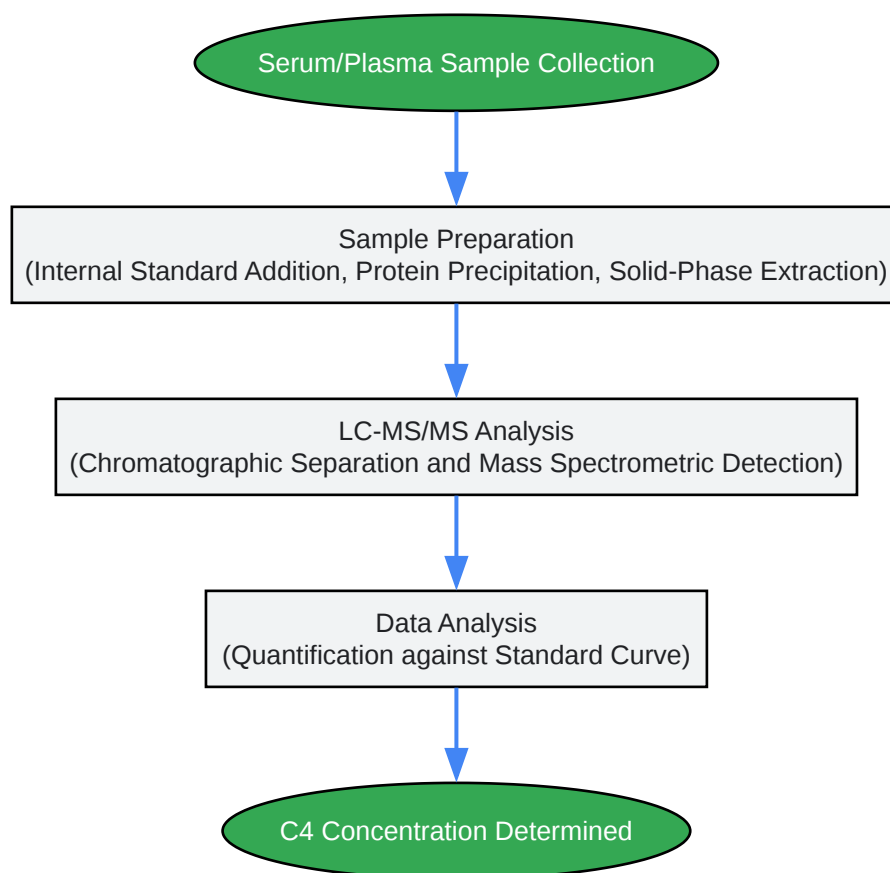 Serum/Plasma Sample Collection
Sample Preparation
(Internal Standard Addition, Protein Precipitation, Solid-Phase Extraction)
LC-MS/MS Analysis
(Chromatographic Separation and Mass Spectrometric Detection)
Data Analysis
(Quantification against Standard Curve)
C4 Concentration Determined